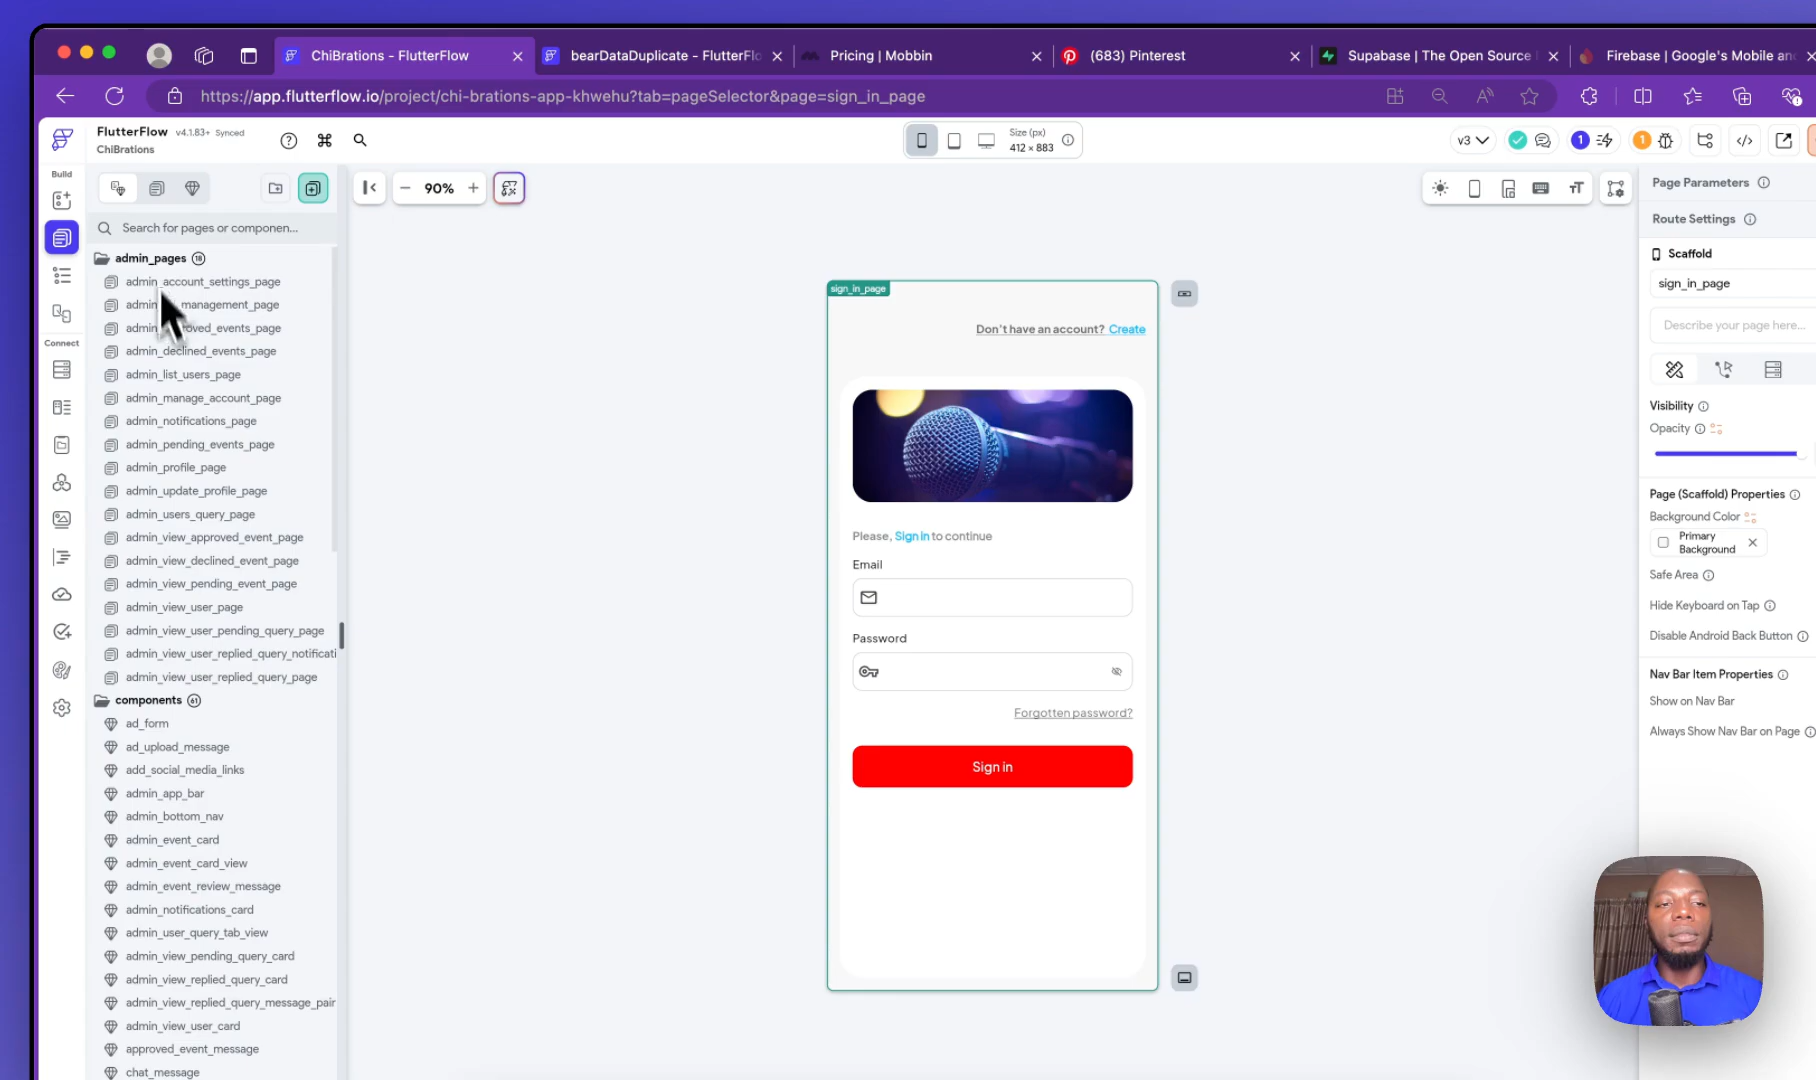 ChiBrations - FlutterFlow
bearDataDuplicate - FlutterFlo
Pricing | Mobbin
(683) Pinterest
Supabase | The Open Source
Firebase | Google's Mobile an
https://app.flutterflow.io/project/chi-brations-app-khwehu?tab=pageSelector&page=sign_in_page
FlutterFlow v4.1.83+ Synced
ChiBrations
Size (px)
412 × 883
v3
1
1
Build
90%
Page Parameters
Search for pages or componen...
Route Settings
admin_pages 18
Scaffold
admin_account_settings_page
sign_in_page
management_page
Describe your page here...
admin_declined_events_page
Connect
admin_list_users_page
admin_manage_account_page
admin_notifications_page
admin_pending_events_page
admin_profile_page
admin_update_profile_page
admin_users_query_page
admin_view_approved_event_page
admin_view_declined_event_page
admin_view_pending_event_page
admin_view_user_page
admin_view_user_pending_query_page
admin_view_user_replied_query_notificati
admin_view_user_replied_query_page
components 61
ad_form
ad_upload_message
add_social_media_links
admin_app_bar
admin_bottom_nav
admin_event_card
admin_event_card_view
admin_event_review_message
admin_notifications_card
admin_user_query_tab_view
admin_view_pending_query_card
admin_view_replied_query_card
admin_view_replied_query_message_pair
admin_view_user_card
approved_event_message
chat_message
sign_in_page
Don't have an account? Create
Please, Sign in to continue
Email
Password
Forgotten password?
Sign in
Visibility
Opacity
Page (Scaffold) Properties
Background Color
Primary
Background
Safe Area
Hide Keyboard on Tap
Disable Android Back Button
Nav Bar Item Properties
Show on Nav Bar
Always Show Nav Bar on Page